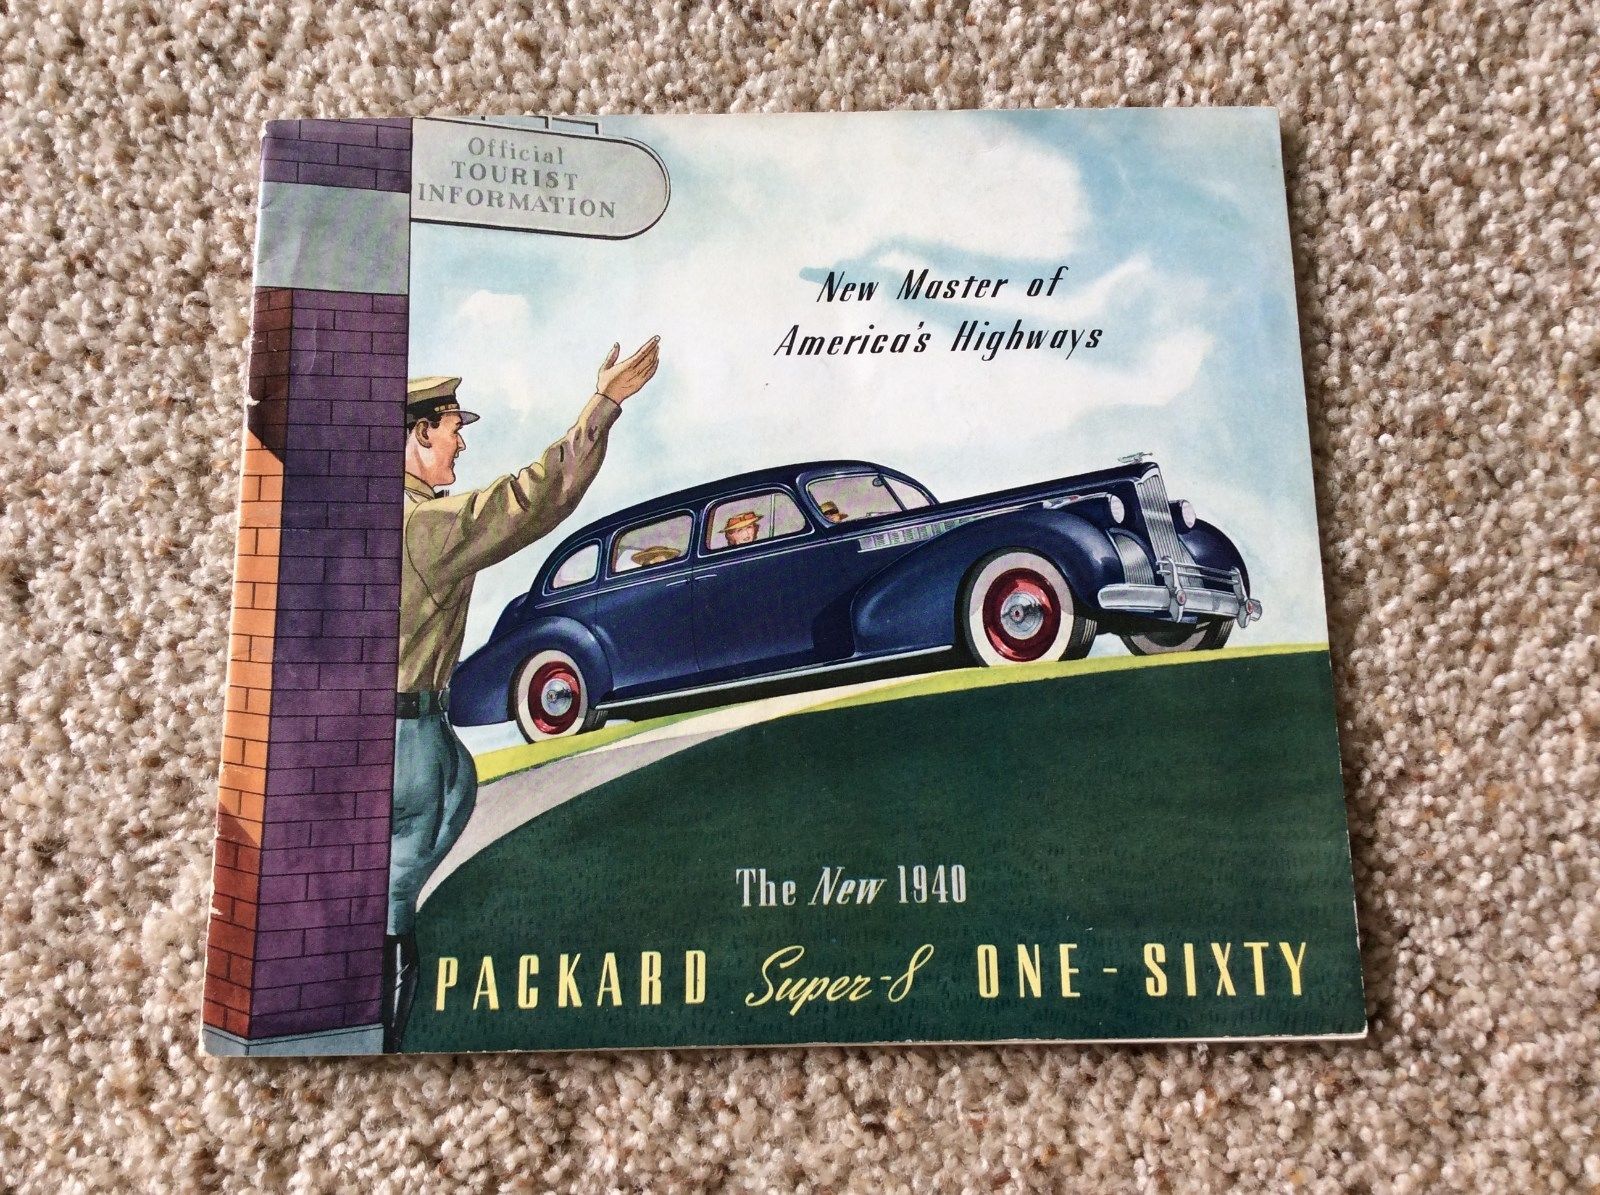 Official
TOURIST
INFORMATION
New Master of
America's Highways
The New 1940
PACKARD Super-8 ONE-SIXTY